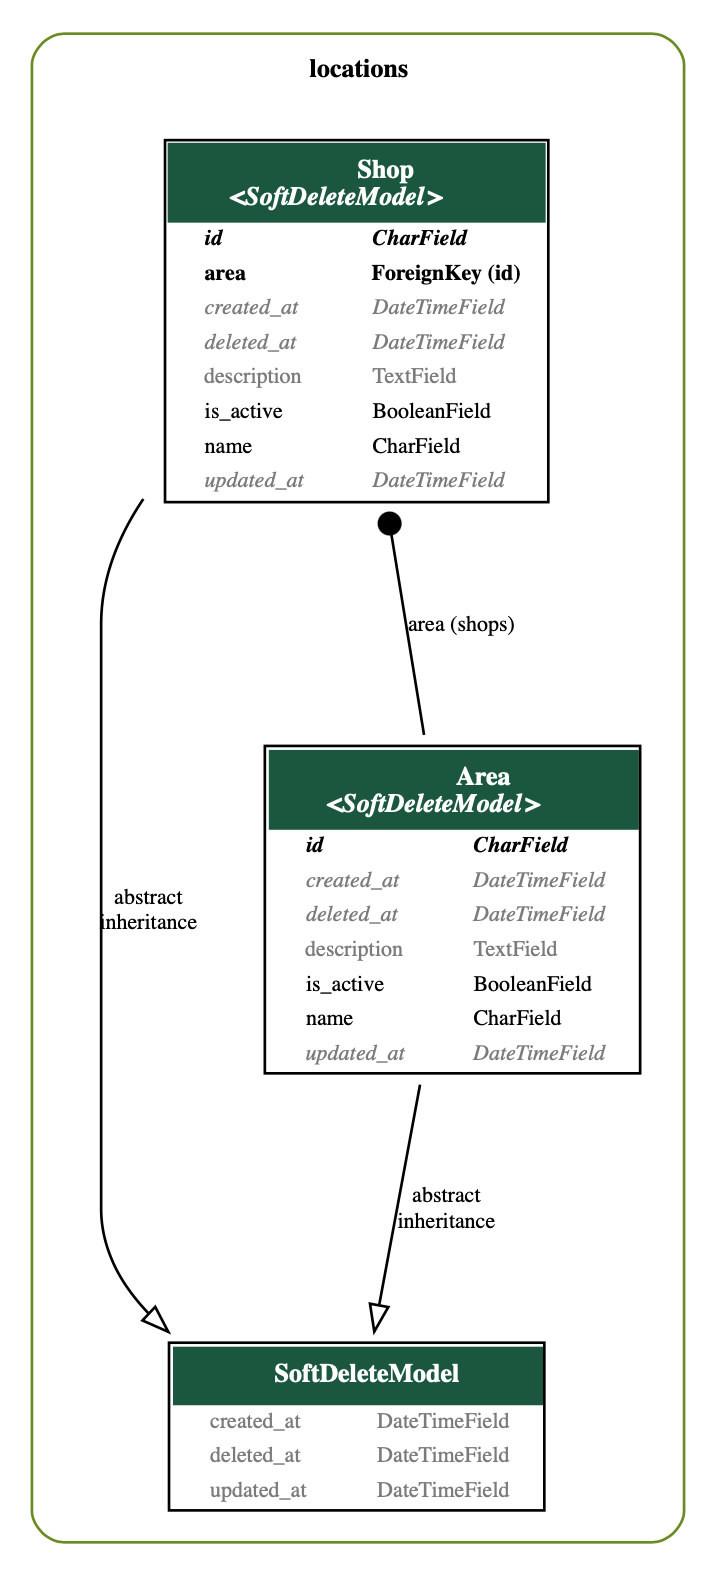 locations
Shop
<SoftDeleteModel>
id CharField
area ForeignKey (id)
created_at DateTimeField
deleted_at DateTimeField
description TextField
is_active BooleanField
name CharField
updated_at DateTimeField
area (shops)
Area
<SoftDeleteModel>
id CharField
created_at DateTimeField
deleted_at DateTimeField
description TextField
is_active BooleanField
name CharField
updated_at DateTimeField
abstract
inheritance
abstract
inheritance
SoftDeleteModel
created_at DateTimeField
deleted_at DateTimeField
updated_at DateTimeField